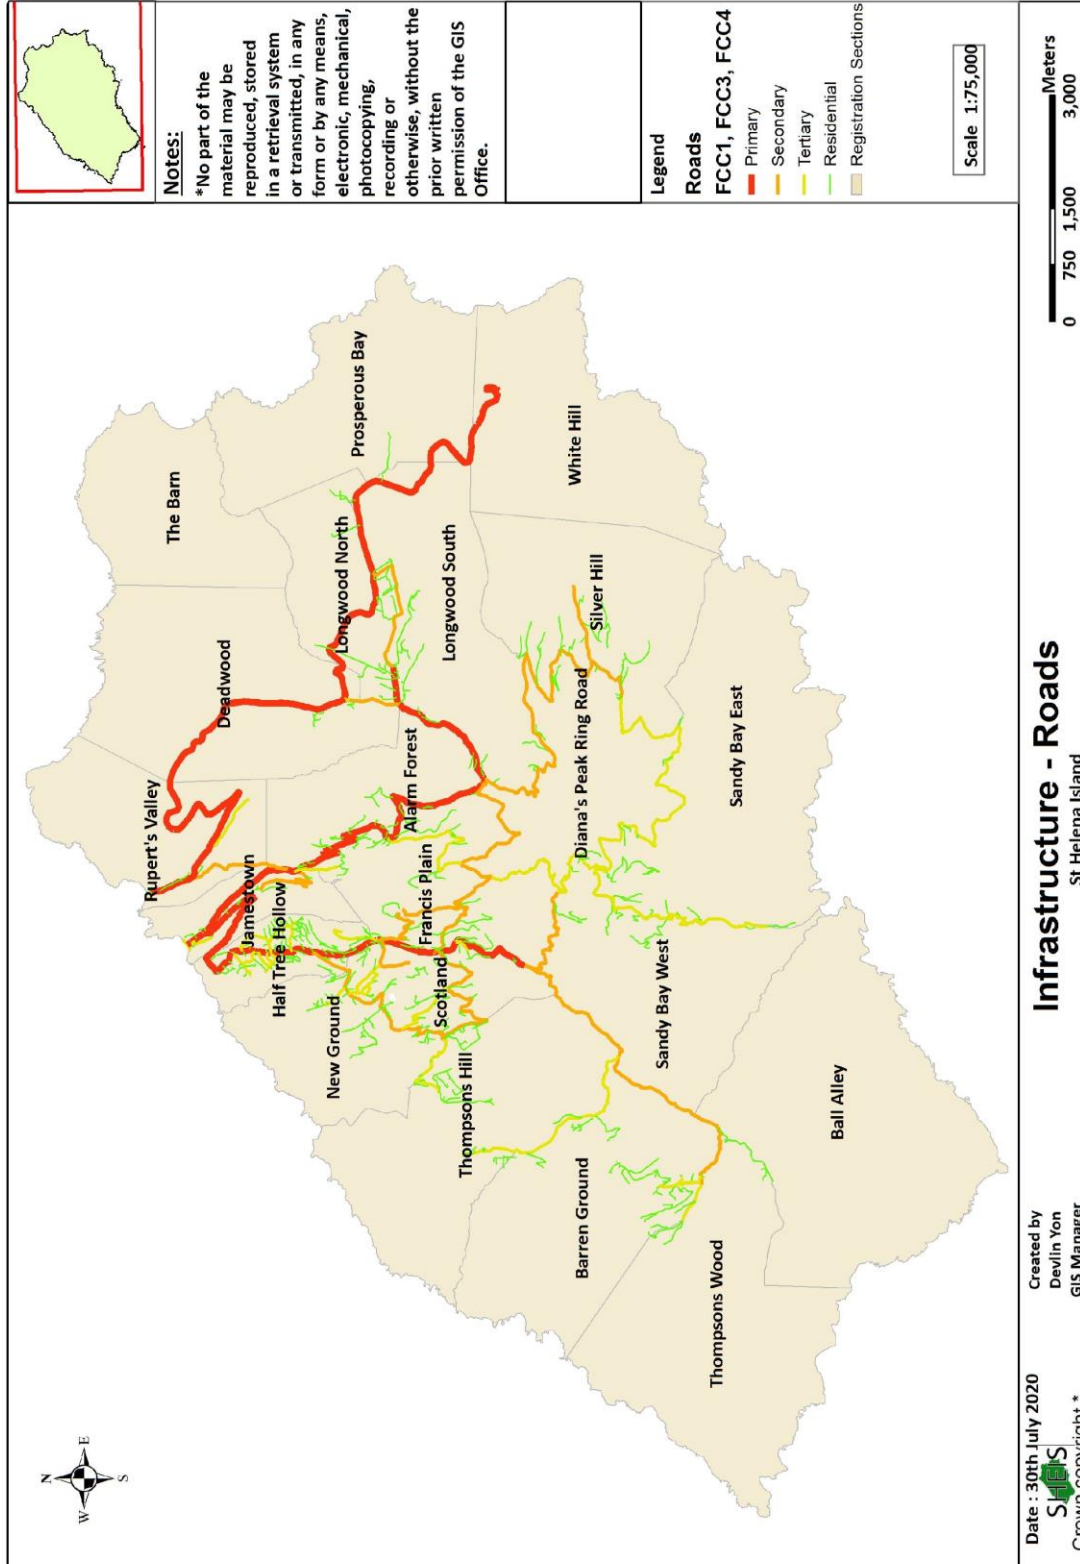 Notes:
*No part of the
material may be
reproduced, stored
in a retrieval system
or transmitted, in any
form or by any means,
electronic, mechanical,
photocopying,
recording or
otherwise, without the
prior written
permission of the GIS
Office.
Legend
Roads
FCC1, FCC3, FCC4
Primary
Secondary
Tertiary
Residential
Registration Sections
Scale 1:75,000
N
W
E
S
The Barn
Prosperous Bay
Deadwood
Longwood North
Rupert's Valley
Longwood South
White Hill
Jamestown
Half Tree Hollow
Alarm Forest
Silver Hill
New Ground
Francis Plain
Diana's Peak Ring Road
Scotland
Thompsons Hill
Sandy Bay East
Sandy Bay West
Barren Ground
Thompsons Wood
Ball Alley
Date : 30th July 2020
SHEIS
Crown copyright *
Created by
Devlin Yon
GIS Manager
Infrastructure - Roads
St Helena Island
0 750 1,500 3,000
Meters